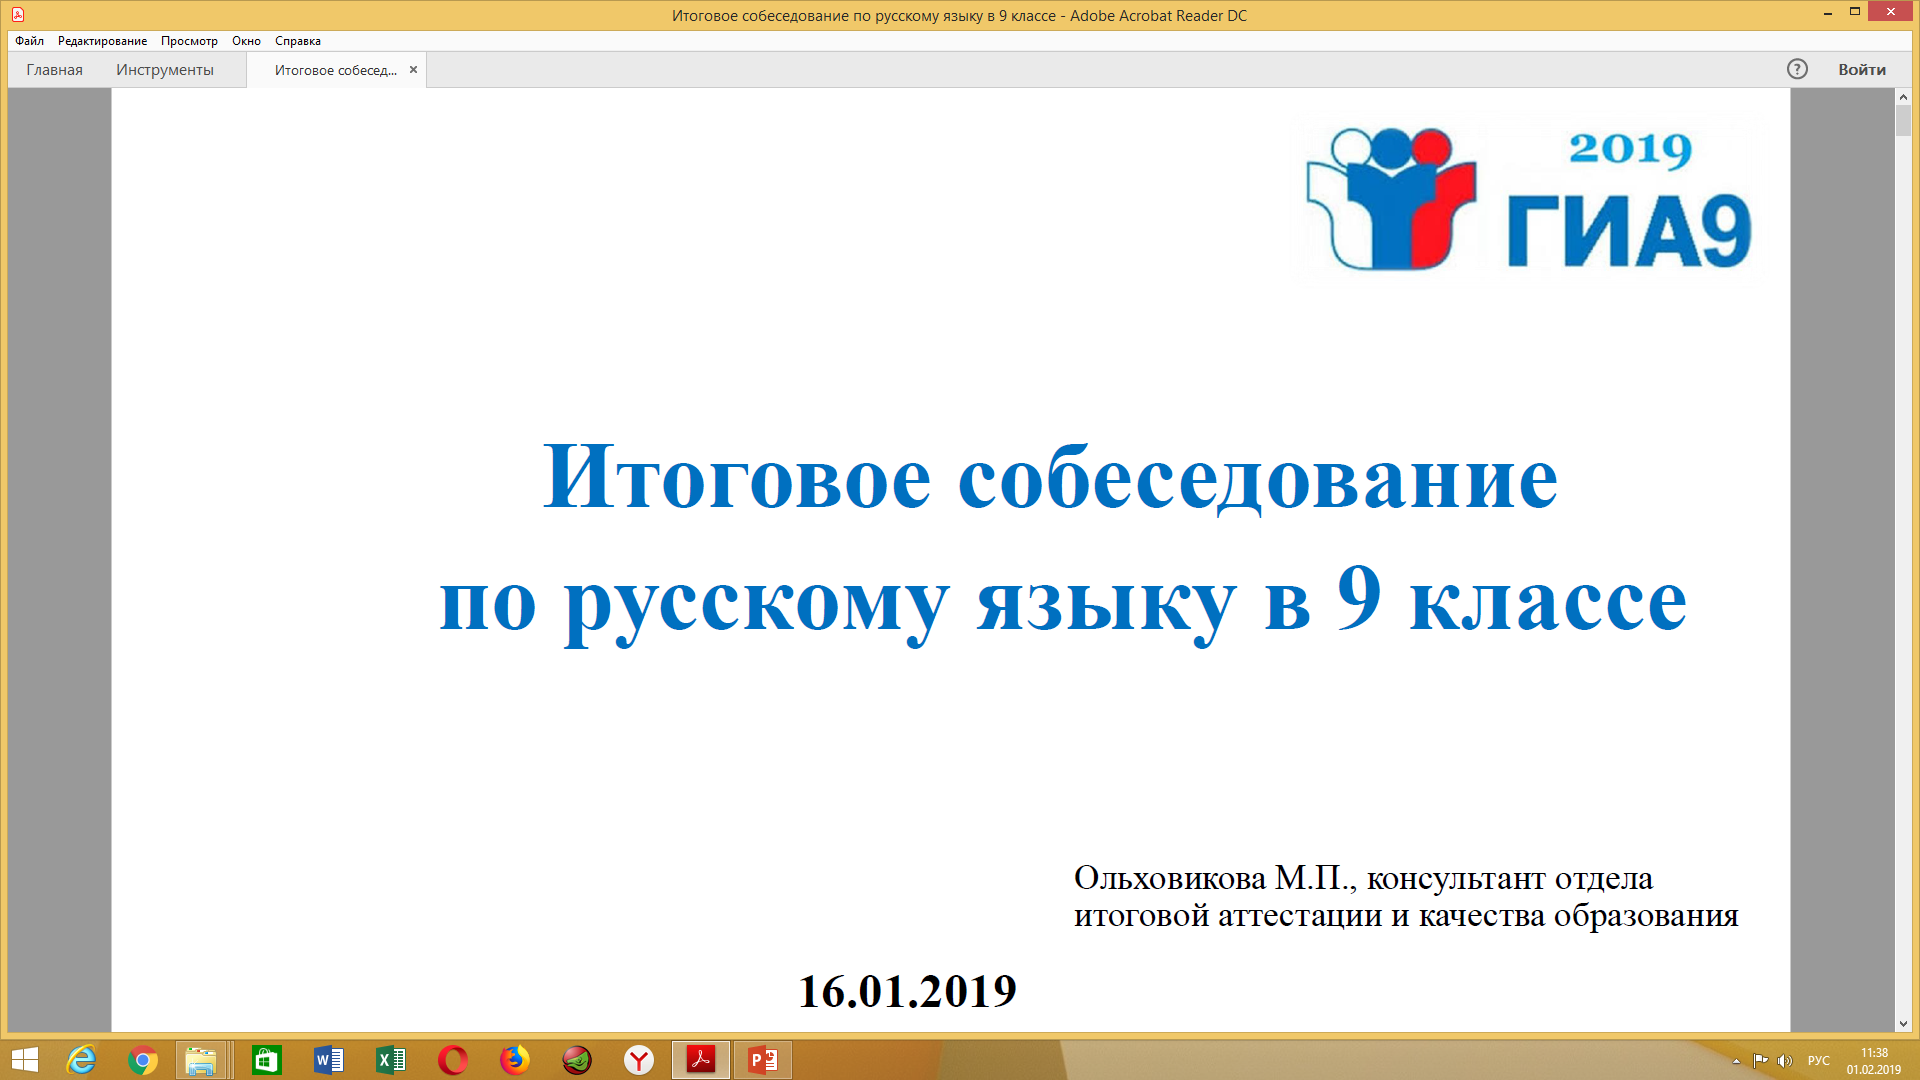 Итоговое собеседование по русскому языку в 9 классе - Adobe Acrobat Reader DC
Файл Редактирование Просмотр Окно Справка
Главная Инструменты Итоговое собесед... Войти
2019
ГИА9
Итоговое собеседование
по русскому языку в 9 классе
Ольховикова М.П., консультант отдела
итоговой аттестации и качества образования
16.01.2019
РУС
11:38
01.02.2019